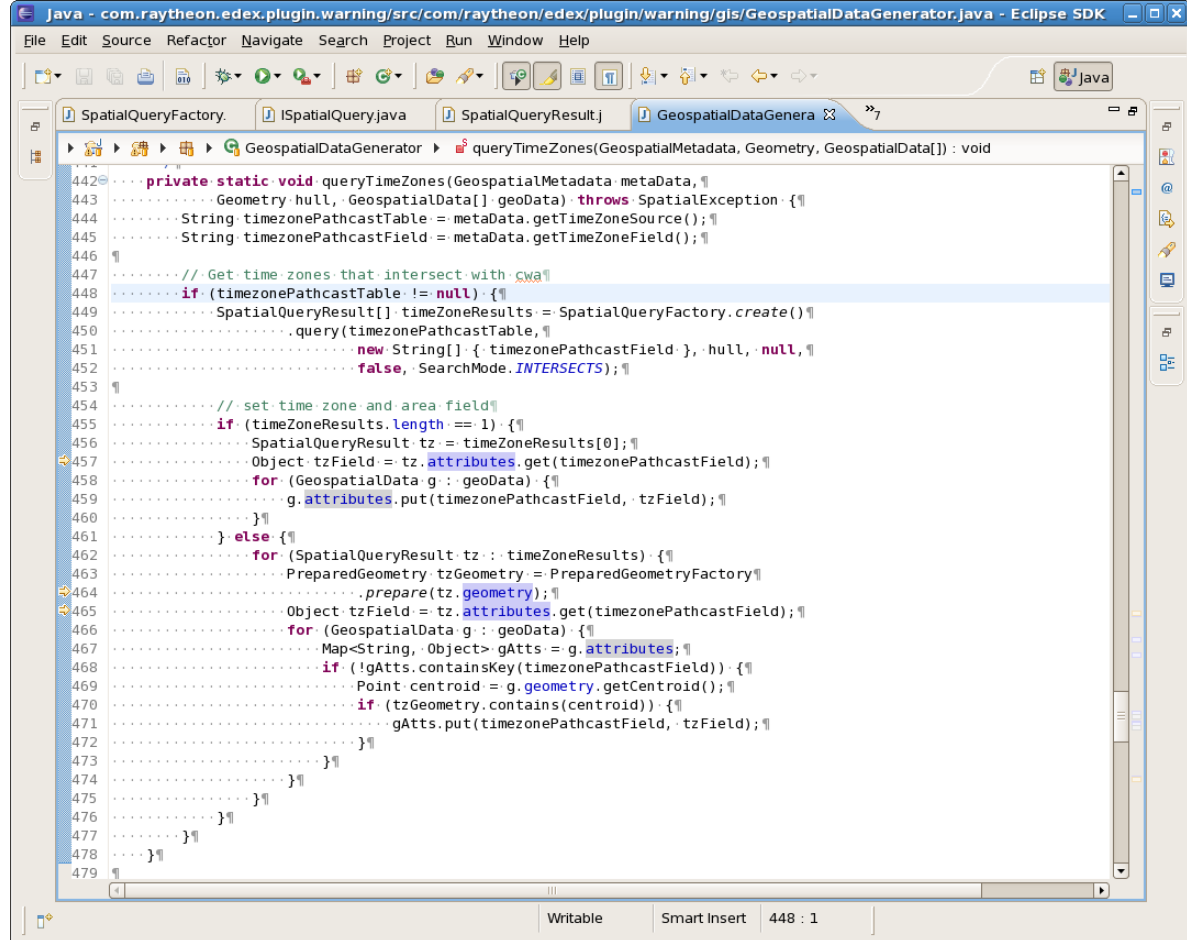 Java - com.raytheon.edex.plugin.warning/src/com/raytheon/edex/plugin/warning/gis/GeospatialDataGenerator.java - Eclipse SDK
File Edit Source Refactor Navigate Search Project Run Window Help
Java
SpatialQueryFactory. ISpatialQuery.java SpatialQueryResult.j GeospatialDataGenera »7
GeospatialDataGenerator queryTimeZones(GeospatialMetadata, Geometry, GeospatialData[]) : void
442 private static void queryTimeZones(GeospatialMetadata metaData,¶
443 Geometry hull, GeospatialData[] geoData) throws SpatialException {¶
444 String timezonePathcastTable = metaData.getTimeZoneSource();¶
445 String timezonePathcastField = metaData.getTimeZoneField();¶
446 ¶
447 // Get time zones that intersect with cwa¶
448 if (timezonePathcastTable != null) {¶
449 SpatialQueryResult[] timeZoneResults = SpatialQueryFactory.create()¶
450 .query(timezonePathcastTable,¶
451 new String[] { timezonePathcastField }, hull, null,¶
452 false, SearchMode.INTERSECTS);¶
453 ¶
454 // set time zone and area field¶
455 if (timeZoneResults.length == 1) {¶
456 SpatialQueryResult tz = timeZoneResults[0];¶
457 Object tzField = tz.attributes.get(timezonePathcastField);¶
458 for (GeospatialData g : geoData) {¶
459 g.attributes.put(timezonePathcastField, tzField);¶
460 }¶
461 } else {¶
462 for (SpatialQueryResult tz : timeZoneResults) {¶
463 PreparedGeometry tzGeometry = PreparedGeometryFactory¶
464 .prepare(tz.geometry);¶
465 Object tzField = tz.attributes.get(timezonePathcastField);¶
466 for (GeospatialData g : geoData) {¶
467 Map<String, Object> gAtts = g.attributes;¶
468 if (!gAtts.containsKey(timezonePathcastField)) {¶
469 Point centroid = g.geometry.getCentroid();¶
470 if (tzGeometry.contains(centroid)) {¶
471 gAtts.put(timezonePathcastField, tzField);¶
472 }¶
473 }¶
474 }¶
475 }¶
476 }¶
477 }¶
478 }¶
479 ¶
Writable Smart Insert 448 : 1